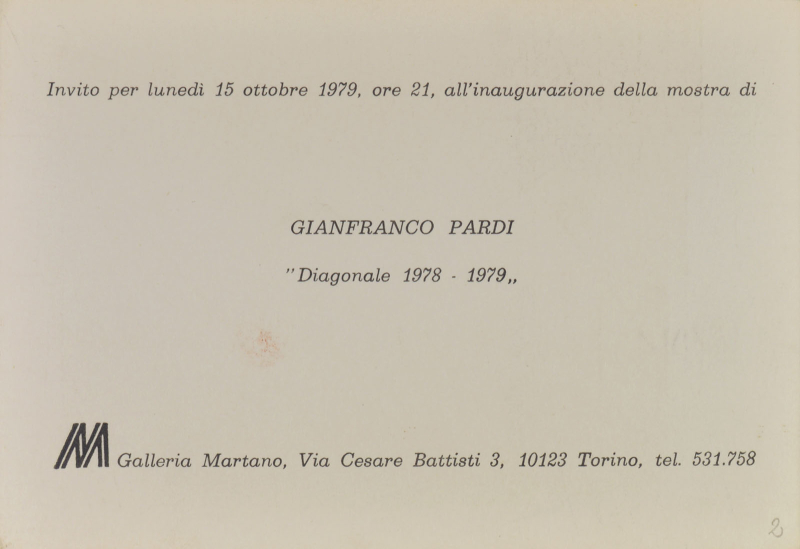 Invito per lunedì 15 ottobre 1979, ore 21, all'inaugurazione della mostra di
GIANFRANCO PARDI
"Diagonale 1978 - 1979„
M Galleria Martano, Via Cesare Battisti 3, 10123 Torino, tel. 531.758
2